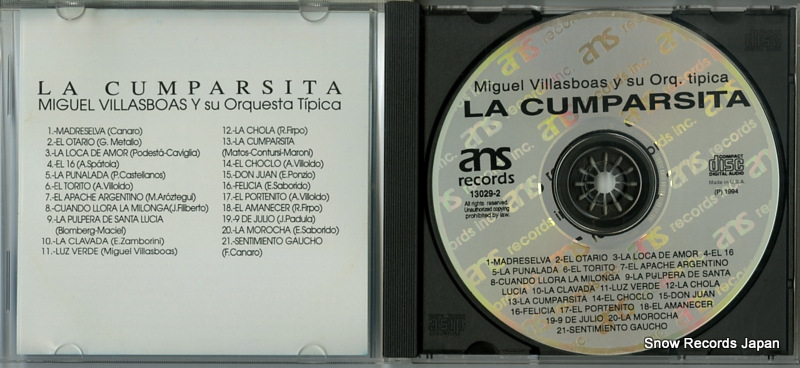 LA CUMPARSITA
MIGUEL VILLASBOAS Y su Orquesta Típica
1.-MADRESELVA (Canaro)
2.-EL OTARIO (G. Metallo)
3.-LA LOCA DE AMOR (Podestá-Caviglia)
4.-EL 16 (A.Spátola)
5.-LA PUNALADA (P.Castellanos)
6.-EL TORITO (A.Villoldo)
7.-EL APACHE ARGENTINO (M.Aróztegui)
8.-CUANDO LLORA LA MILONGA(J.Filiberto)
9.-LA PULPERA DE SANTA LUCIA
(Blomberg-Maciel)
10.-LA CLAVADA (E.Zamborini)
11.-LUZ VERDE (Miguel Villasboas)
12.-LA CHOLA (R.Firpo)
13.-LA CUMPARSITA
(Matos-Contursi-Maroni)
14.-EL CHOCLO (A.Villoldo)
15.-DON JUAN (E.Ponzio)
16.-FELICIA (E.Saborido)
17.-EL PORTENITO (A.Villoldo)
18.-EL AMANECER (R.Firpo)
19.-9 DE JULIO (J.Padula)
20.-LA MOROCHA (E.Saborido)
21.-SENTIMIENTO GAUCHO
(F.Canaro)
Miguel Villasboas y su Orq. tipica
LA CUMPARSITA
ans
records
13029-2
All rights reserved.
Unauthorized copying
prohibited by law.
COMPACT
disc
DIGITAL AUDIO
Made in U.S.A.
(P) 1994
1-MADRESELVA 2-EL OTARIO 3-LA LOCA DE AMOR 4-EL 16
5-LA PUNALADA 6-EL TORITO 7-EL APACHE ARGENTINO
8-CUANDO LLORA LA MILONGA 9-LA PULPERA DE SANTA
LUCIA 10-LA CLAVADA 11-LUZ VERDE 12-LA CHOLA
13-LA CUMPARSITA 14-EL CHOCLO 15-DON JUAN
16-FELICIA 17-EL PORTENITO 18-EL AMANECER
19-9 DE JULIO 20-LA MOROCHA
21-SENTIMIENTO GAUCHO
Snow Records Japan